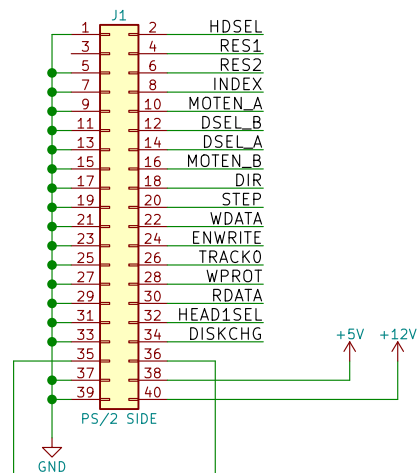 J1
1 2 HDSEL
3 4 RES1
5 6 RES2
7 8 INDEX
9 10 MOTEN_A
11 12 DSEL_B
13 14 DSEL_A
15 16 MOTEN_B
17 18 DIR
19 20 STEP
21 22 WDATA
23 24 ENWRITE
25 26 TRACK0
27 28 WPROT
29 30 RDATA
31 32 HEAD1SEL
33 34 DISKCHG
+5V +12V
35 36
37 38
39 40
PS/2 SIDE
GND